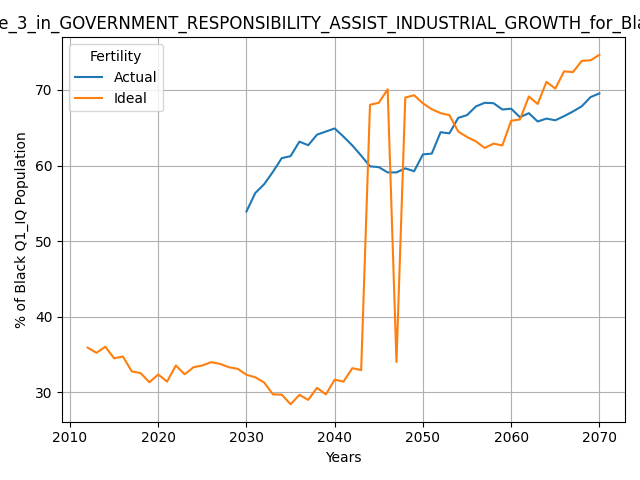 e_3_in_GOVERNMENT_RESPONSIBILITY_ASSIST_INDUSTRIAL_GROWTH_for_Bla
Fertility
Actual
Ideal
% of Black Q1_IQ Population
70
60
50
40
30
2010 2020 2030 2040 2050 2060 2070
Years